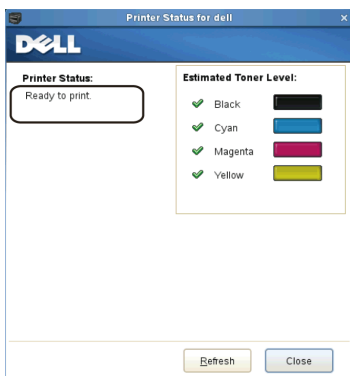 Printer Status for dell
DELL
Printer Status:
Ready to print.
Estimated Toner Level:
Black
Cyan
Magenta
Yellow
Refresh
Close